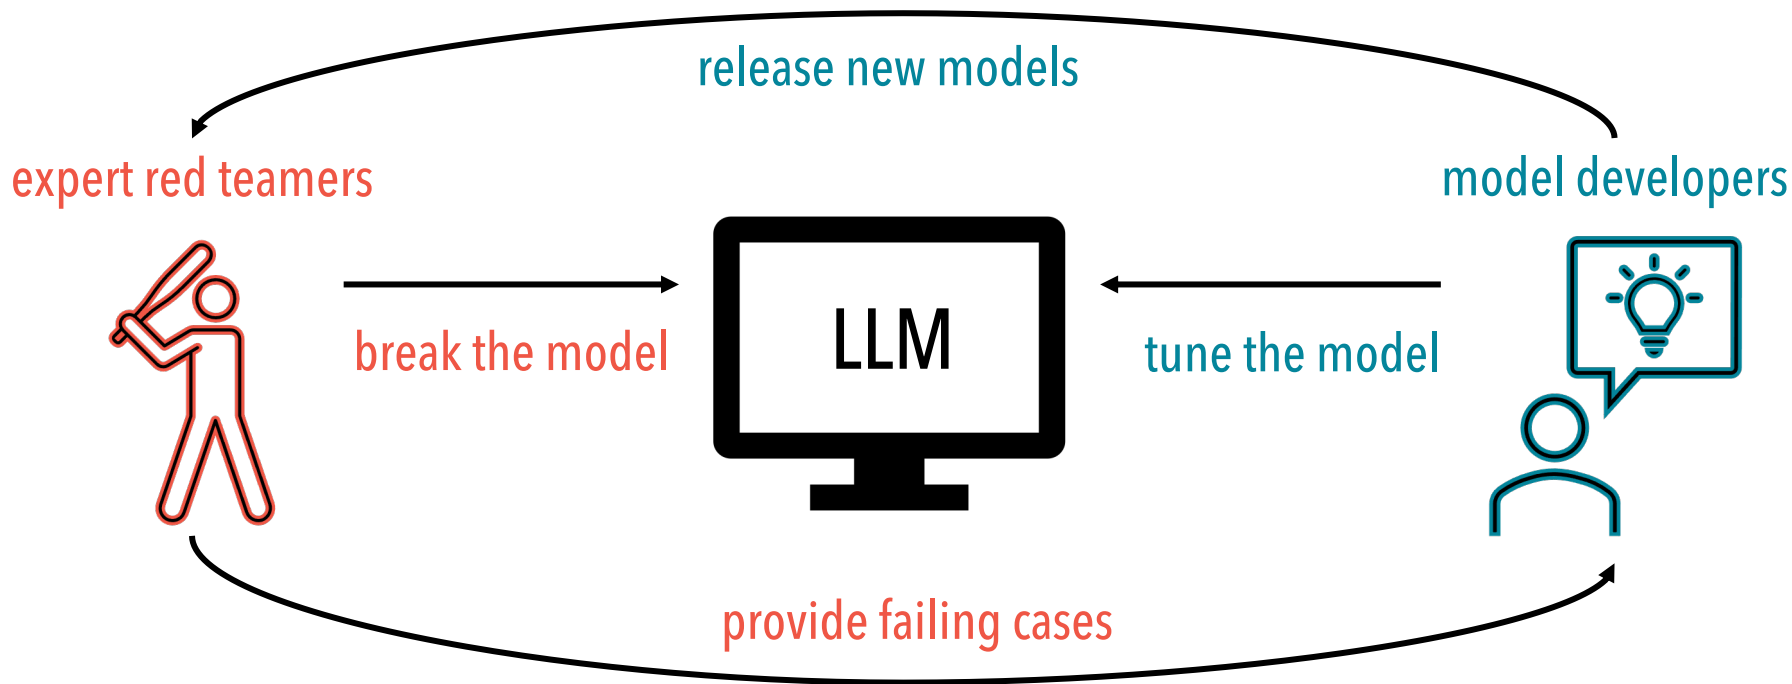 release new models
expert red teamers
model developers
LLM
break the model
tune the model
provide failing cases